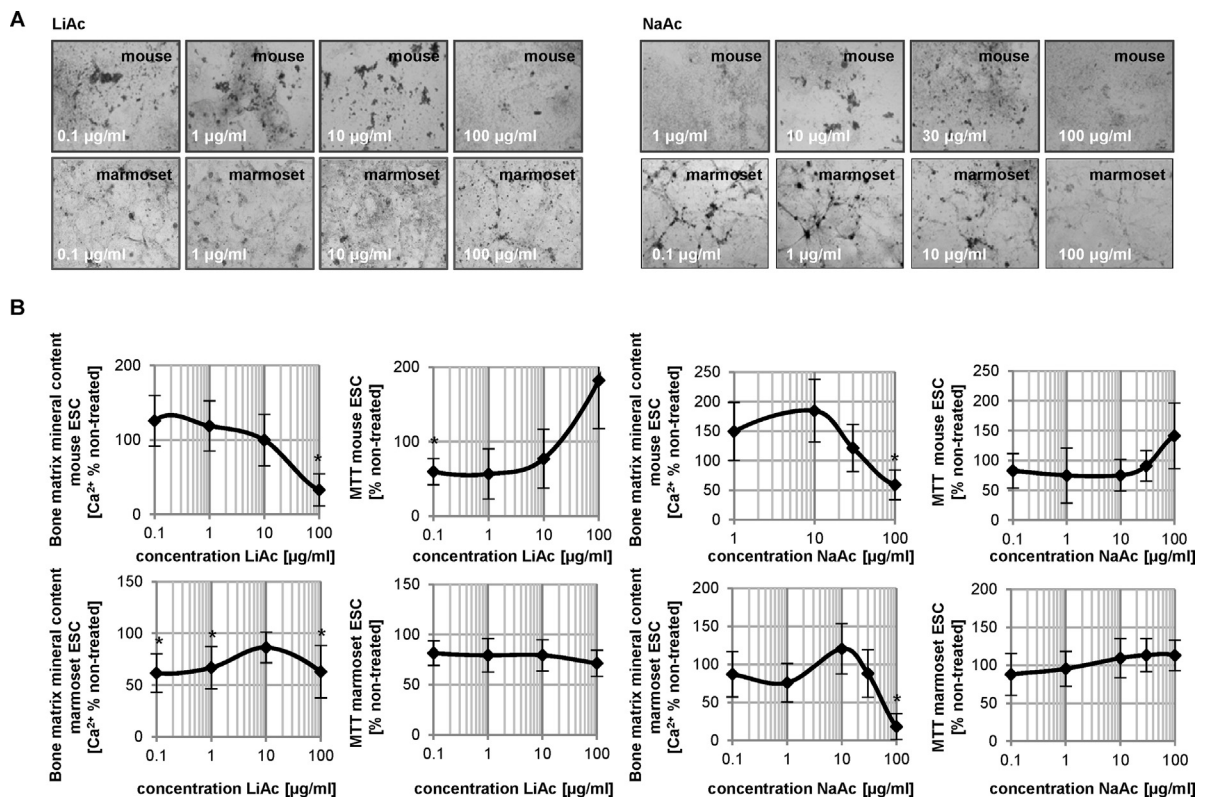 A
LiAc
NaAc
mouse
0.1 µg/ml
mouse
1 µg/ml
mouse
10 µg/ml
mouse
100 µg/ml
mouse
1 µg/ml
mouse
10 µg/ml
mouse
30 µg/ml
mouse
100 µg/ml
marmoset
0.1 µg/ml
marmoset
1 µg/ml
marmoset
10 µg/ml
marmoset
100 µg/ml
marmoset
0.1 µg/ml
marmoset
1 µg/ml
marmoset
10 µg/ml
marmoset
100 µg/ml
B
Bone matrix mineral content
mouse ESC
[Ca²⁺ % non-treated]
200
100
0
*
0.1 1 10 100
concentration LiAc [µg/ml]
MTT mouse ESC
[% non-treated]
200
100
0
*
0.1 1 10 100
concentration LiAc [µg/ml]
Bone matrix mineral content
mouse ESC
[Ca²⁺ % non-treated]
250
200
150
100
50
0
*
1 10 100
concentration NaAc [µg/ml]
MTT mouse ESC
[% non-treated]
250
200
150
100
50
0
0.1 1 10 100
concentration NaAc [µg/ml]
Bone matrix mineral content
marmoset ESC
[Ca²⁺ % non-treated]
150
100
50
0
* * *
0.1 1 10 100
concentration LiAc [µg/ml]
MTT marmoset ESC
[% non-treated]
150
100
50
0
0.1 1 10 100
concentration LiAc [µg/ml]
Bone matrix mineral content
marmoset ESC
[Ca²⁺ % non-treated]
200
150
100
50
0
*
0.1 1 10 100
concentration NaAc [µg/ml]
MTT marmoset ESC
[% non-treated]
200
150
100
50
0
0.1 1 10 100
concentration NaAc [µg/ml]